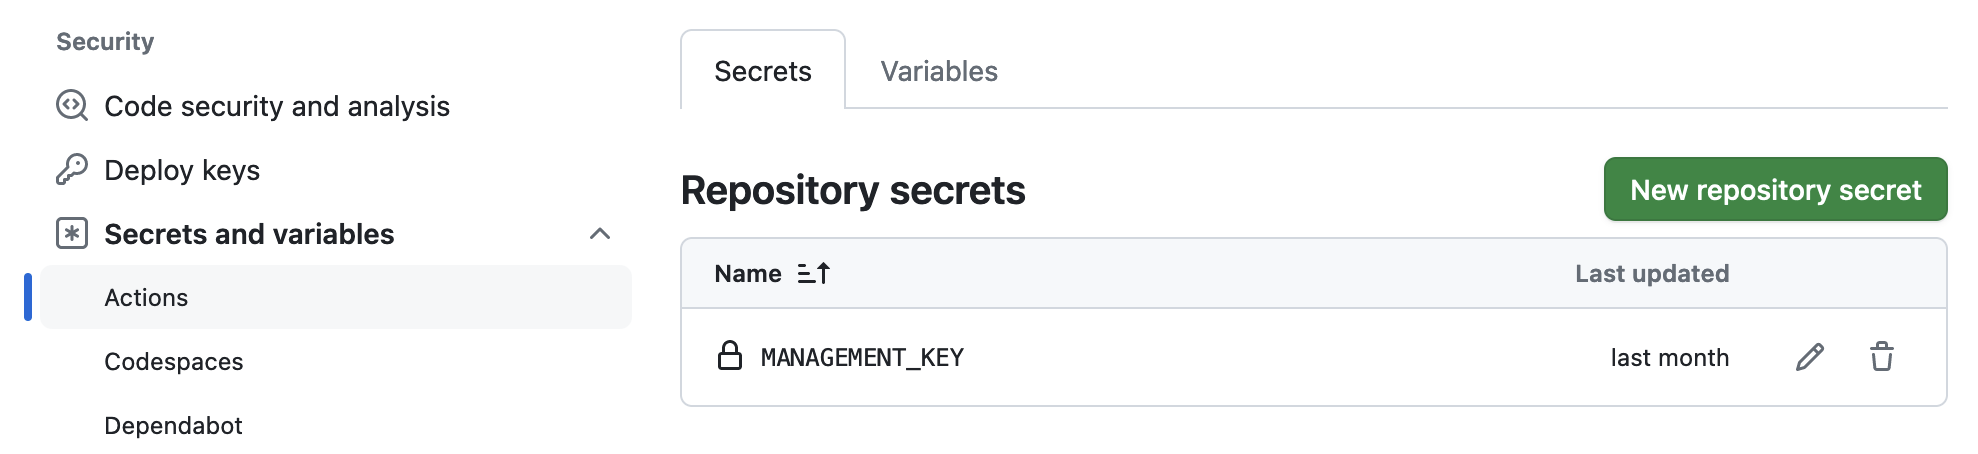 Security
Code security and analysis
Deploy keys
Secrets and variables
Actions
Codespaces
Dependabot
Secrets
Variables
Repository secrets
New repository secret
Name
Last updated
MANAGEMENT_KEY
last month